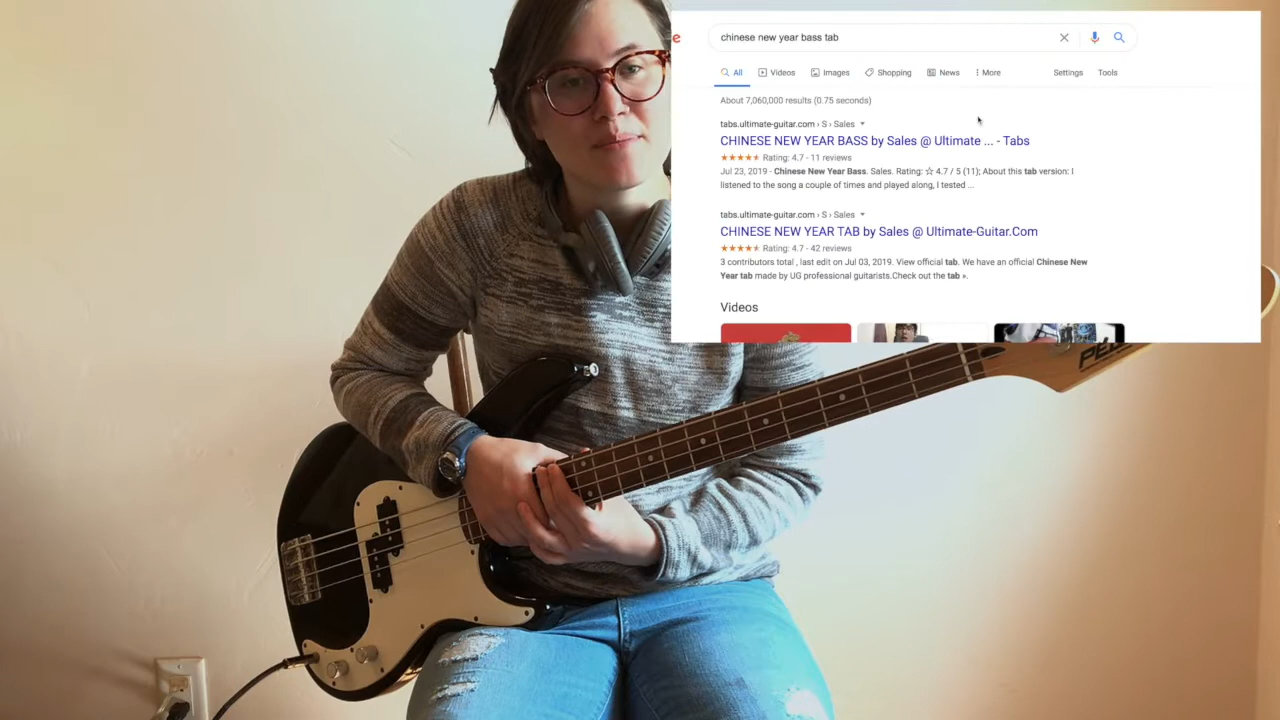 e
chinese new year bass tab
All Videos Images Shopping News More Settings Tools
About 7,060,000 results (0.75 seconds)
tabs.ultimate-guitar.com › S › Sales
CHINESE NEW YEAR BASS by Sales @ Ultimate ... - Tabs
Rating: 4.7 - 11 reviews
Jul 23, 2019 - Chinese New Year Bass. Sales. Rating: ☆ 4.7 / 5 (11); About this tab version: I
listened to the song a couple of times and played along, I tested ...
tabs.ultimate-guitar.com › S › Sales
CHINESE NEW YEAR TAB by Sales @ Ultimate-Guitar.Com
Rating: 4.7 - 42 reviews
3 contributors total , last edit on Jul 03, 2019. View official tab. We have an official Chinese New
Year tab made by UG professional guitarists.Check out the tab ».
Videos